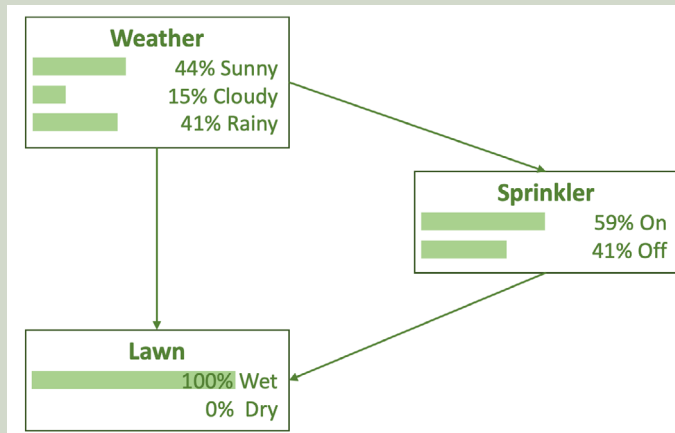 Weather
44% Sunny
15% Cloudy
41% Rainy
Sprinkler
59% On
41% Off
Lawn
100% Wet
0% Dry